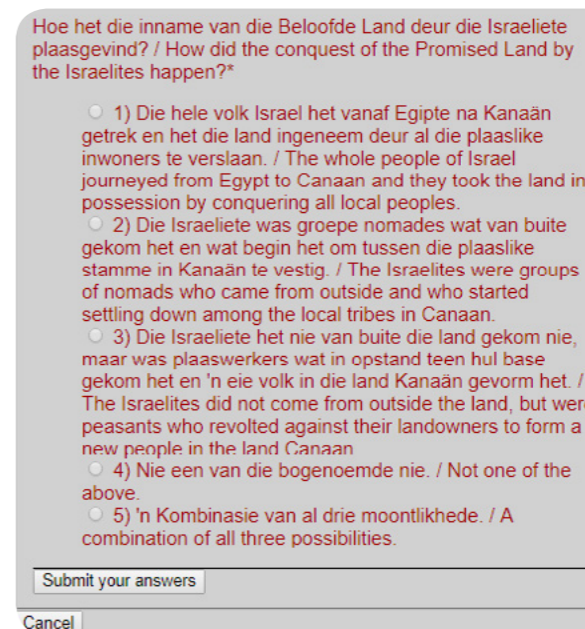 Hoe het die inname van die Beloofde Land deur die Israeliete
plaasgevind? / How did the conquest of the Promised Land by
the Israelites happen?*
1) Die hele volk Israel het vanaf Egipte na Kanaän
getrek en het die land ingeneem deur al die plaaslike
inwoners te verslaan. / The whole people of Israel
journeyed from Egypt to Canaan and they took the land in
possession by conquering all local peoples.
2) Die Israeliete was groepe nomades wat van buite
gekom het en wat begin het om tussen die plaaslike
stamme in Kanaän te vestig. / The Israelites were groups
of nomads who came from outside and who started
settling down among the local tribes in Canaan.
3) Die Israeliete het nie van buite die land gekom nie,
maar was plaaswerkers wat in opstand teen hul base
gekom het en 'n eie volk in die land Kanaän gevorm het. /
The Israelites did not come from outside the land, but were
peasants who revolted against their landowners to form a
new people in the land Canaan
4) Nie een van die bogenoemde nie. / Not one of the
above.
5) 'n Kombinasie van al drie moontlikhede. / A
combination of all three possibilities.
Submit your answers
Cancel